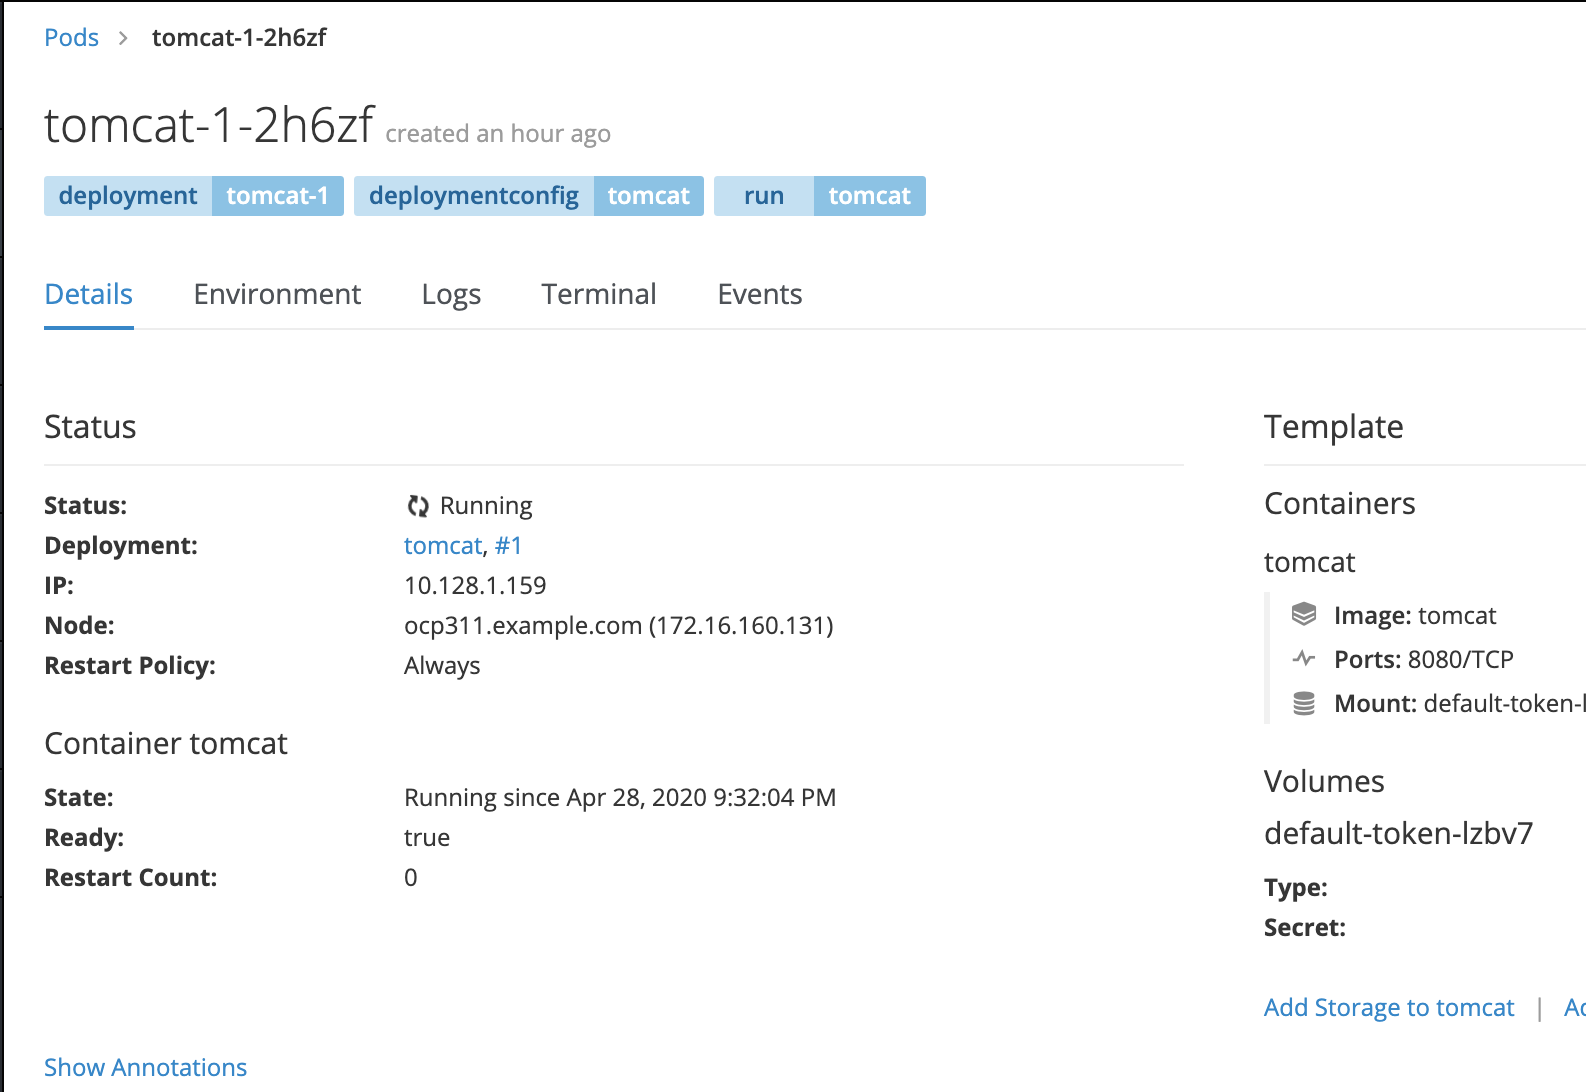 Pods > tomcat-1-2h6zf
tomcat-1-2h6zf created an hour ago
deployment tomcat-1 deploymentconfig tomcat run tomcat
Details Environment Logs Terminal Events
Status
Status: Running
Deployment: tomcat, #1
IP: 10.128.1.159
Node: ocp311.example.com (172.16.160.131)
Restart Policy: Always
Container tomcat
State: Running since Apr 28, 2020 9:32:04 PM
Ready: true
Restart Count: 0
Show Annotations
Template
Containers
tomcat
Image: tomcat
Ports: 8080/TCP
Mount: default-token-l
Volumes
default-token-lzbv7
Type:
Secret:
Add Storage to tomcat |